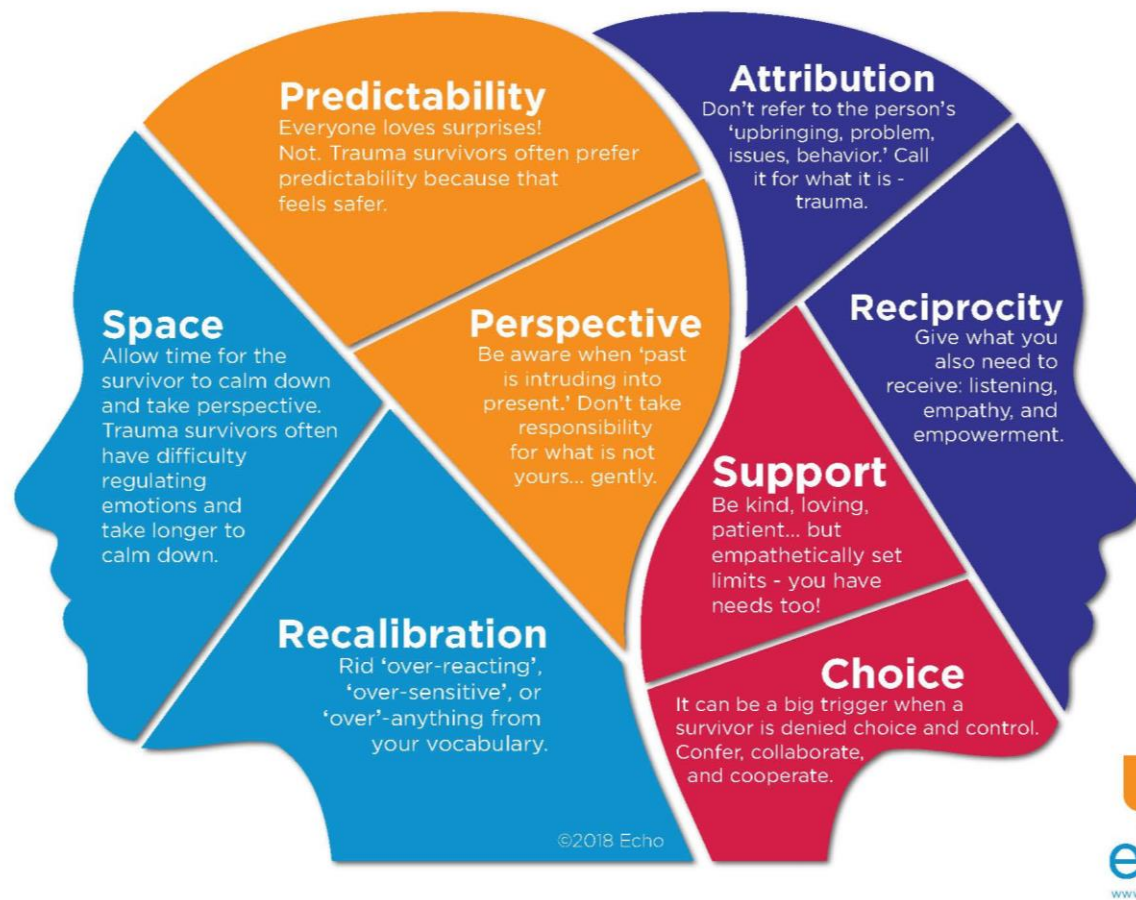 Predictability
Everyone loves surprises!
Not. Trauma survivors often prefer
predictability because that
feels safer.
Attribution
Don't refer to the person's
'upbringing, problem,
issues, behavior.' Call
it for what it is -
trauma.
Space
Allow time for the
survivor to calm down
and take perspective.
Trauma survivors often
have difficulty
regulating
emotions and
take longer to
calm down.
Perspective
Be aware when 'past
is intruding into
present.' Don't take
responsibility
for what is not
yours... gently.
Reciprocity
Give what you
also need to
receive: listening,
empathy, and
empowerment.
Support
Be kind, loving,
patient... but
empathetically set
limits - you have
needs too!
Recalibration
Rid 'over-reacting',
'over-sensitive', or
'over'-anything from
your vocabulary.
Choice
It can be a big trigger when a
survivor is denied choice and control.
Confer, collaborate,
and cooperate.
©2018 Echo
e
www